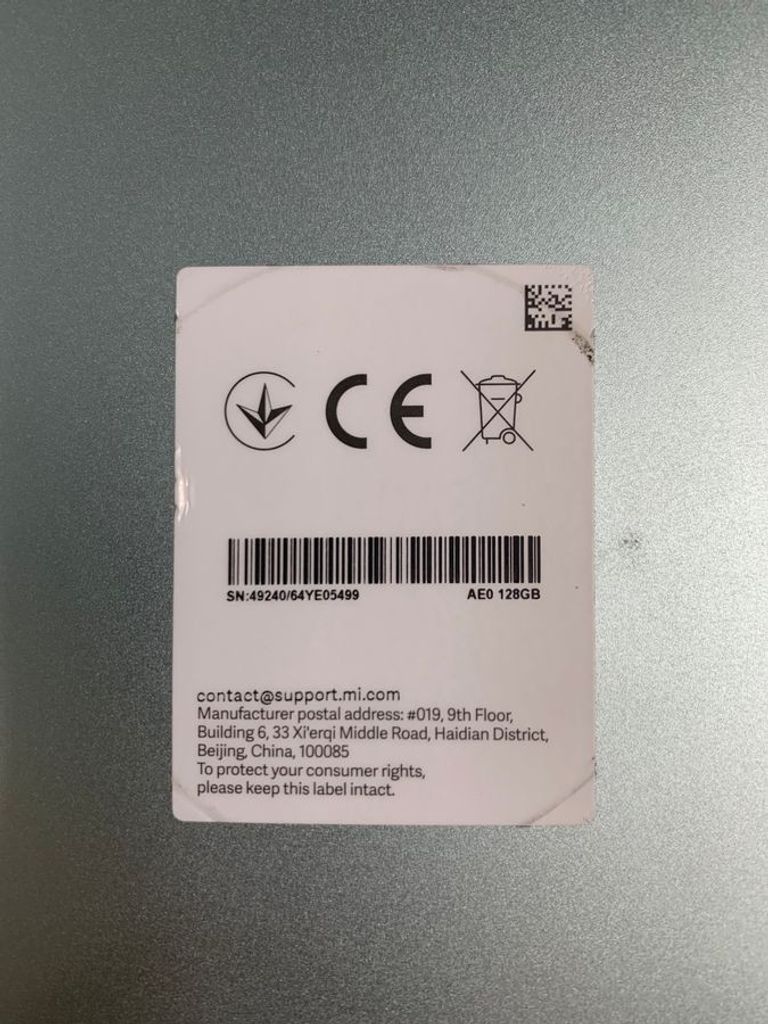 CE
SN:49240/64YE05499 AE0 128GB
contact@support.mi.com
Manufacturer postal address: #019, 9th Floor,
Building 6, 33 Xi'erqi Middle Road, Haidian District,
Beijing, China, 100085
To protect your consumer rights,
please keep this label intact.